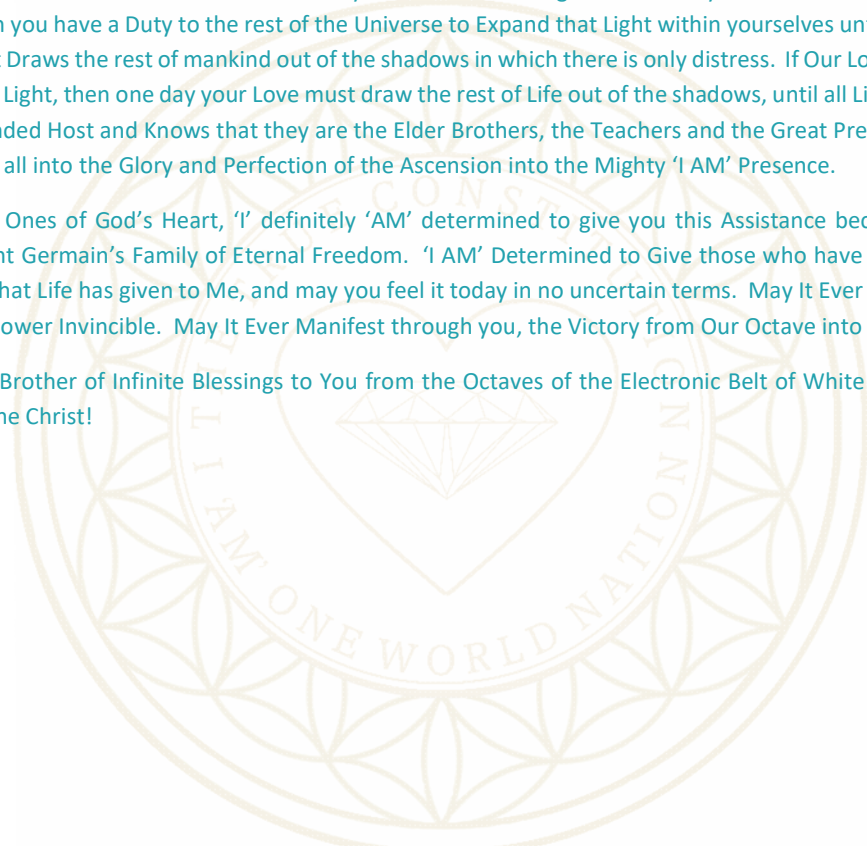 n you have a Duty to the rest of the Universe to Expand that Light within yourselves un
t Draws the rest of mankind out of the shadows in which there is only distress.  If Our Lo
Light, then one day your Love must draw the rest of Life out of the shadows, until all Li
nded Host and Knows that they are the Elder Brothers, the Teachers and the Great Pre
all into the Glory and Perfection of the Ascension into the Mighty ‘I AM’ Presence.
Ones of God’s Heart, ‘I’ definitely ‘AM’ determined to give you this Assistance bec
nt Germain’s Family of Eternal Freedom.  ‘I AM’ Determined to Give those who have
hat Life has given to Me, and may you feel it today in no uncertain terms.  May It Ever
ower Invincible.  May It Ever Manifest through you, the Victory from Our Octave into
Brother of Infinite Blessings to You from the Octaves of the Electronic Belt of White
he Christ!
'I AM' ONE WORLD NATION